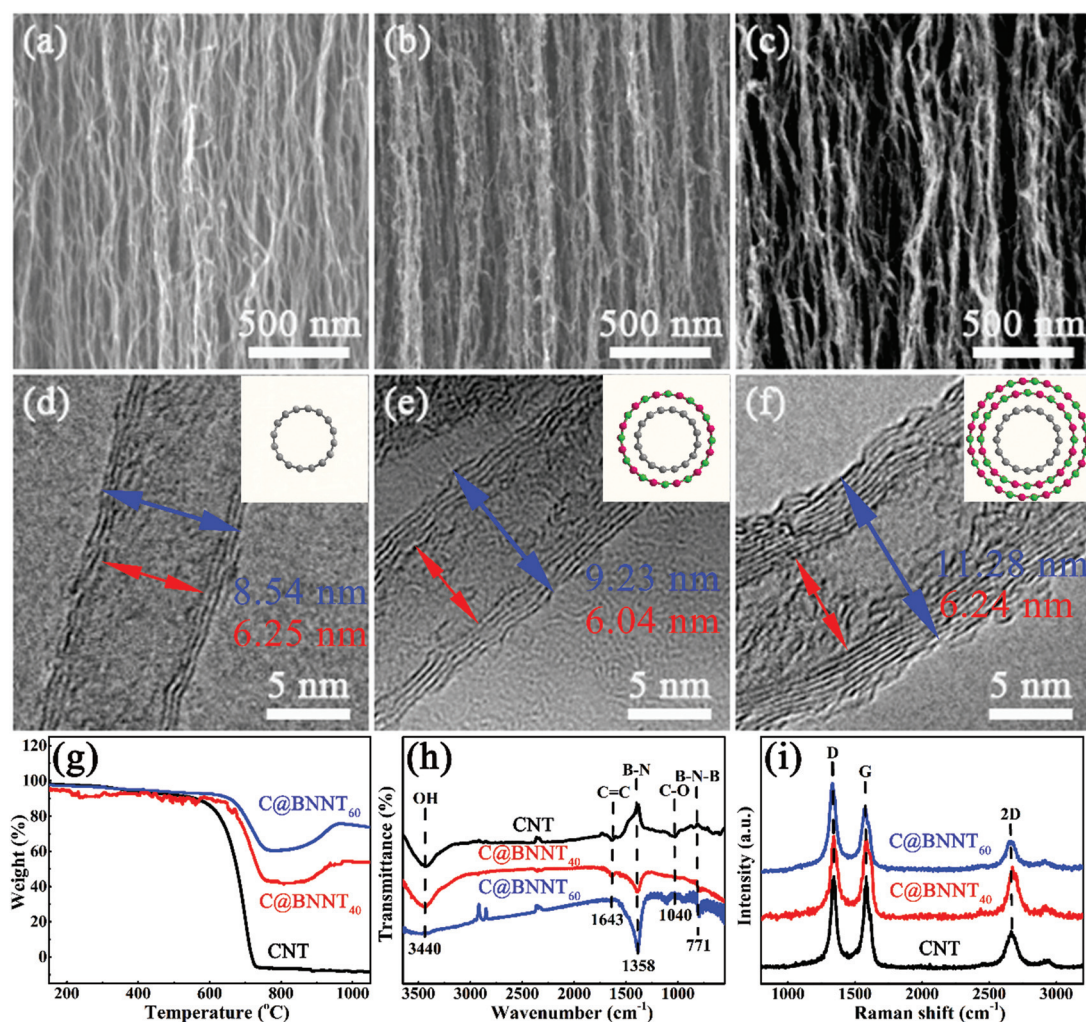 (a)
(b)
(c)
500 nm
500 nm
500 nm
(d)
(e)
(f)
8.54 nm
6.25 nm
5 nm
9.23 nm
6.04 nm
5 nm
11.28 nm
6.24 nm
5 nm
(g)
120
100
80
60
40
20
0
Weight (%)
C@BNNT60
C@BNNT40
CNT
200 400 600 800 1000
Temperature (°C)
(h)
OH
C=C
B-N
C-O
B-N-B
CNT
C@BNNT40
C@BNNT60
3440
1643
1358
1040
771
Transmittance (%)
3500 3000 2500 2000 1500 1000
Wavenumber (cm-1)
(i)
D
G
2D
C@BNNT60
C@BNNT40
CNT
Intensity (a.u.)
1000 1500 2000 2500 3000
Raman shift (cm-1)